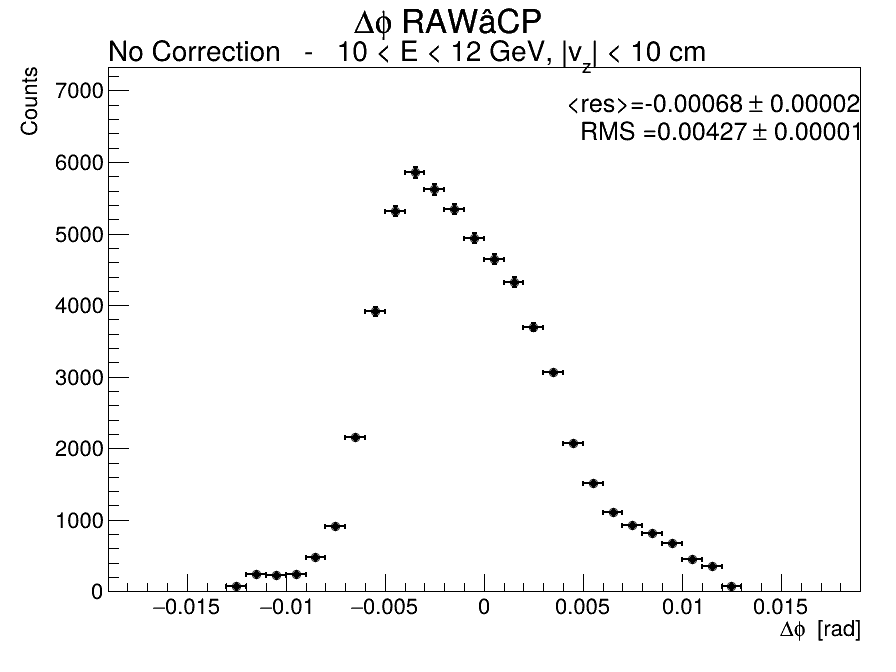 Δϕ RAWâCP
No Correction - 10 < E < 12 GeV, |v_z| < 10 cm
<res>=-0.00068 ± 0.00002
RMS =0.00427 ± 0.00001
Counts
7000
6000
5000
4000
3000
2000
1000
0
−0.015 −0.01 −0.005 0 0.005 0.01 0.015
Δϕ [rad]